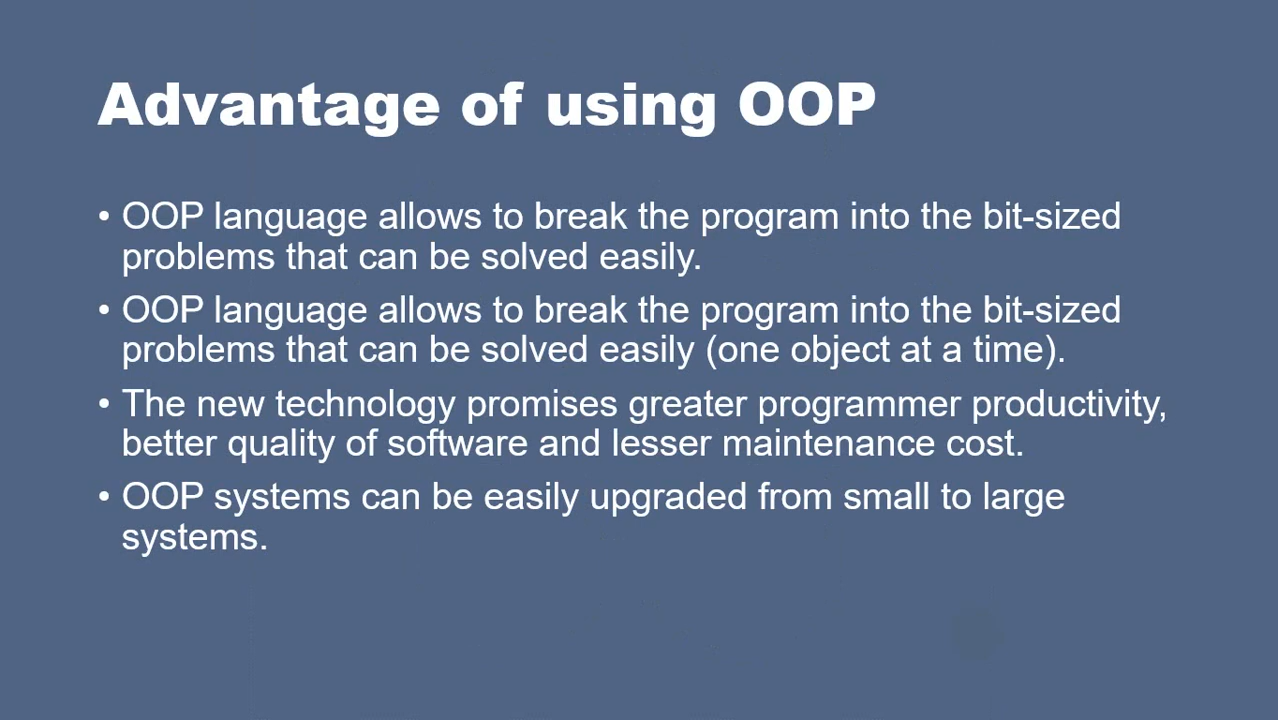 Advantage of using OOP
• OOP language allows to break the program into the bit-sized
problems that can be solved easily.
• OOP language allows to break the program into the bit-sized
problems that can be solved easily (one object at a time).
• The new technology promises greater programmer productivity,
better quality of software and lesser maintenance cost.
• OOP systems can be easily upgraded from small to large
systems.